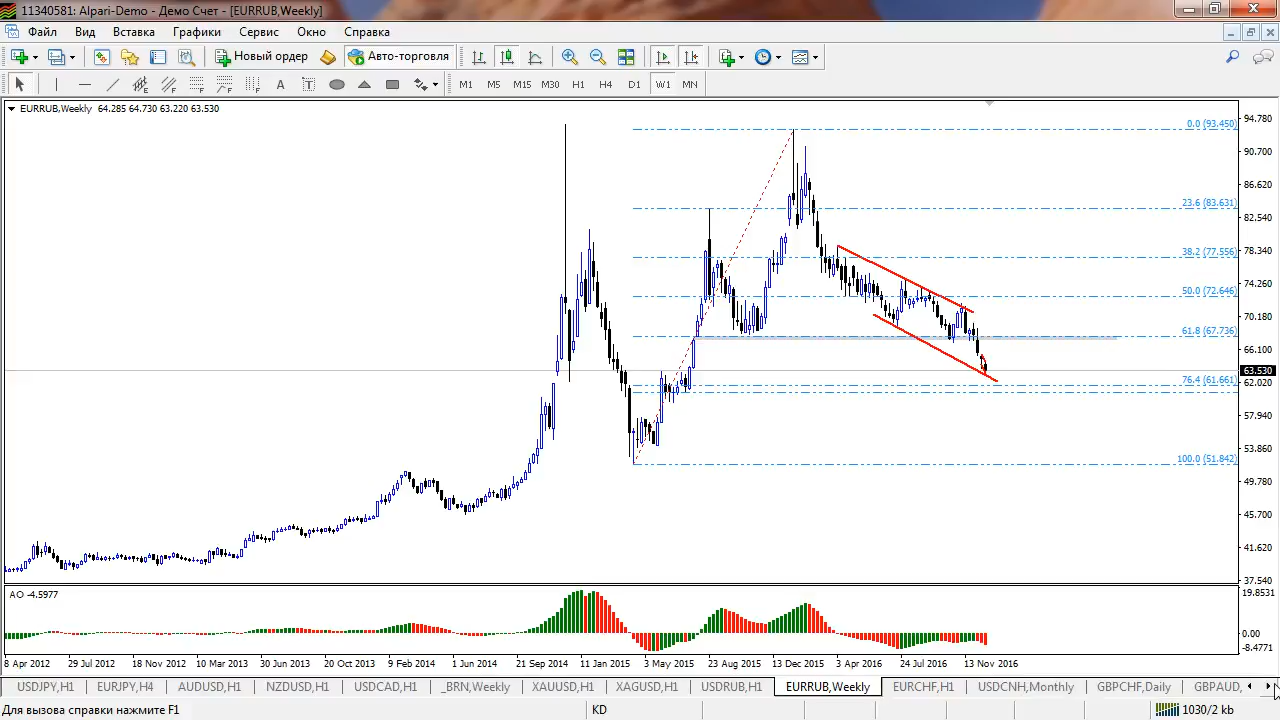 11340581: Alpari-Demo - Демо Счет - [EURRUB,Weekly]
Файл Вид Вставка Графики Сервис Окно Справка
Новый ордер Авто-торговля
A T M1 M5 M15 M30 H1 H4 D1 W1 MN
EURRUB,Weekly 64.285 64.730 63.220 63.530
94.780
0.0 (93.450)
90.700
86.620
23.6 (83.631)
82.540
78.340
38.2 (77.556)
74.260
50.0 (72.646)
70.180
61.8 (67.736)
66.100
63.530
76.4 (61.661)
62.020
57.940
53.860
100.0 (51.842)
49.780
45.700
41.620
37.540
AO -4.5977
19.8531
0.00
-8.4771
8 Apr 2012 29 Jul 2012 18 Nov 2012 10 Mar 2013 30 Jun 2013 20 Oct 2013 9 Feb 2014 1 Jun 2014 21 Sep 2014 11 Jan 2015 3 May 2015 23 Aug 2015 13 Dec 2015 3 Apr 2016 24 Jul 2016 13 Nov 2016
USDJPY,H1 EURJPY,H4 AUDUSD,H1 NZDUSD,H1 USDCAD,H1 _BRN,Weekly XAUUSD,H1 XAGUSD,H1 USDRUB,H1 EURRUB,Weekly EURCHF,H1 USDCNH,Monthly GBPCHF,Daily GBPAUD,
Для вызова справки нажмите F1 KD 1030/2 kb